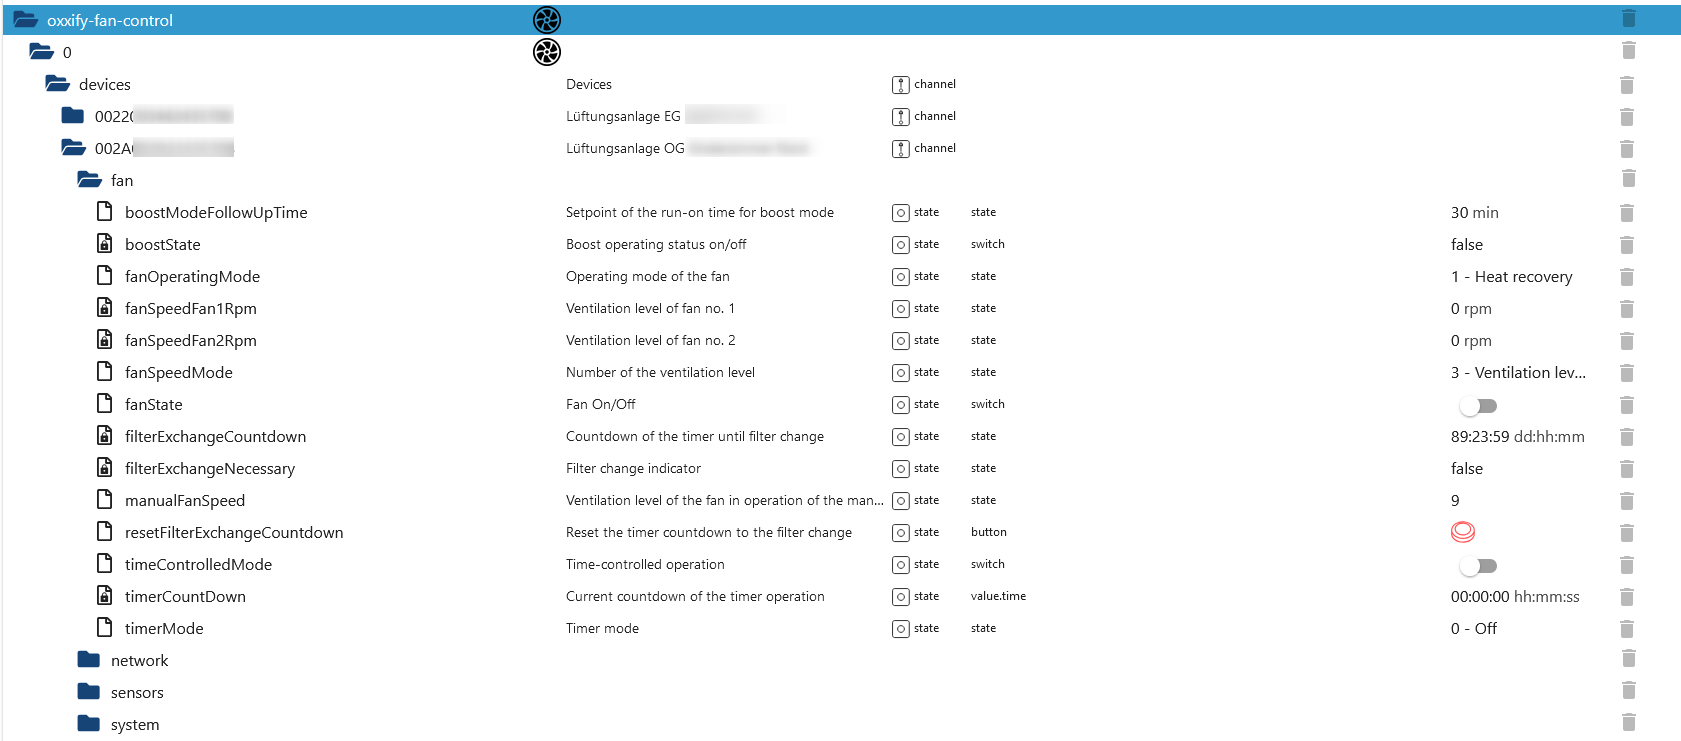 oxxify-fan-control
0
devices Devices channel
0022 Lüftungsanlage EG channel
002A Lüftungsanlage OG channel
fan
boostModeFollowUpTime Setpoint of the run-on time for boost mode state state 30 min
boostState Boost operating status on/off state switch false
fanOperatingMode Operating mode of the fan state state 1 - Heat recovery
fanSpeedFan1Rpm Ventilation level of fan no. 1 state state 0 rpm
fanSpeedFan2Rpm Ventilation level of fan no. 2 state state 0 rpm
fanSpeedMode Number of the ventilation level state state 3 - Ventilation lev...
fanState Fan On/Off state switch
filterExchangeCountdown Countdown of the timer until filter change state state 89:23:59 dd:hh:mm
filterExchangeNecessary Filter change indicator state state false
manualFanSpeed Ventilation level of the fan in operation of the man... state state 9
resetFilterExchangeCountdown Reset the timer countdown to the filter change state button
timeControlledMode Time-controlled operation state switch
timerCountDown Current countdown of the timer operation state value.time 00:00:00 hh:mm:ss
timerMode Timer mode state state 0 - Off
network
sensors
system